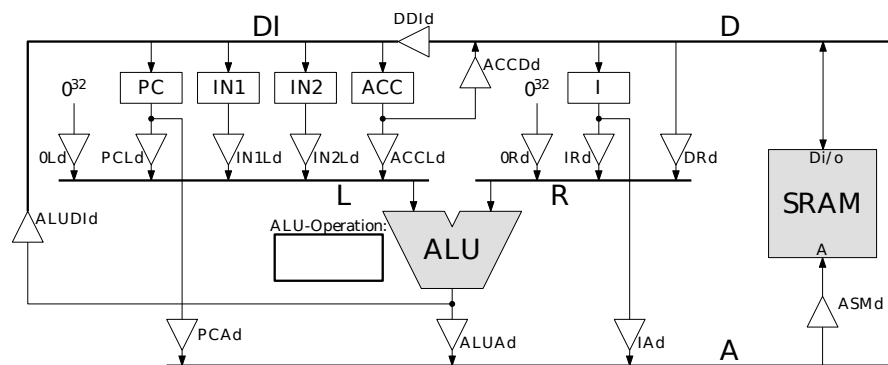 DDId
DI
D
0³²
PC
IN1
IN2
ACC
ACCDd
0³²
I
0Ld
PCLd
IN1Ld
IN2Ld
ACCLd
0Rd
IRd
DRd
Di/o
L
R
SRAM
ALUDId
ALU-Operation:
ALU
A
PCAd
ALUAd
IAd
ASMd
A